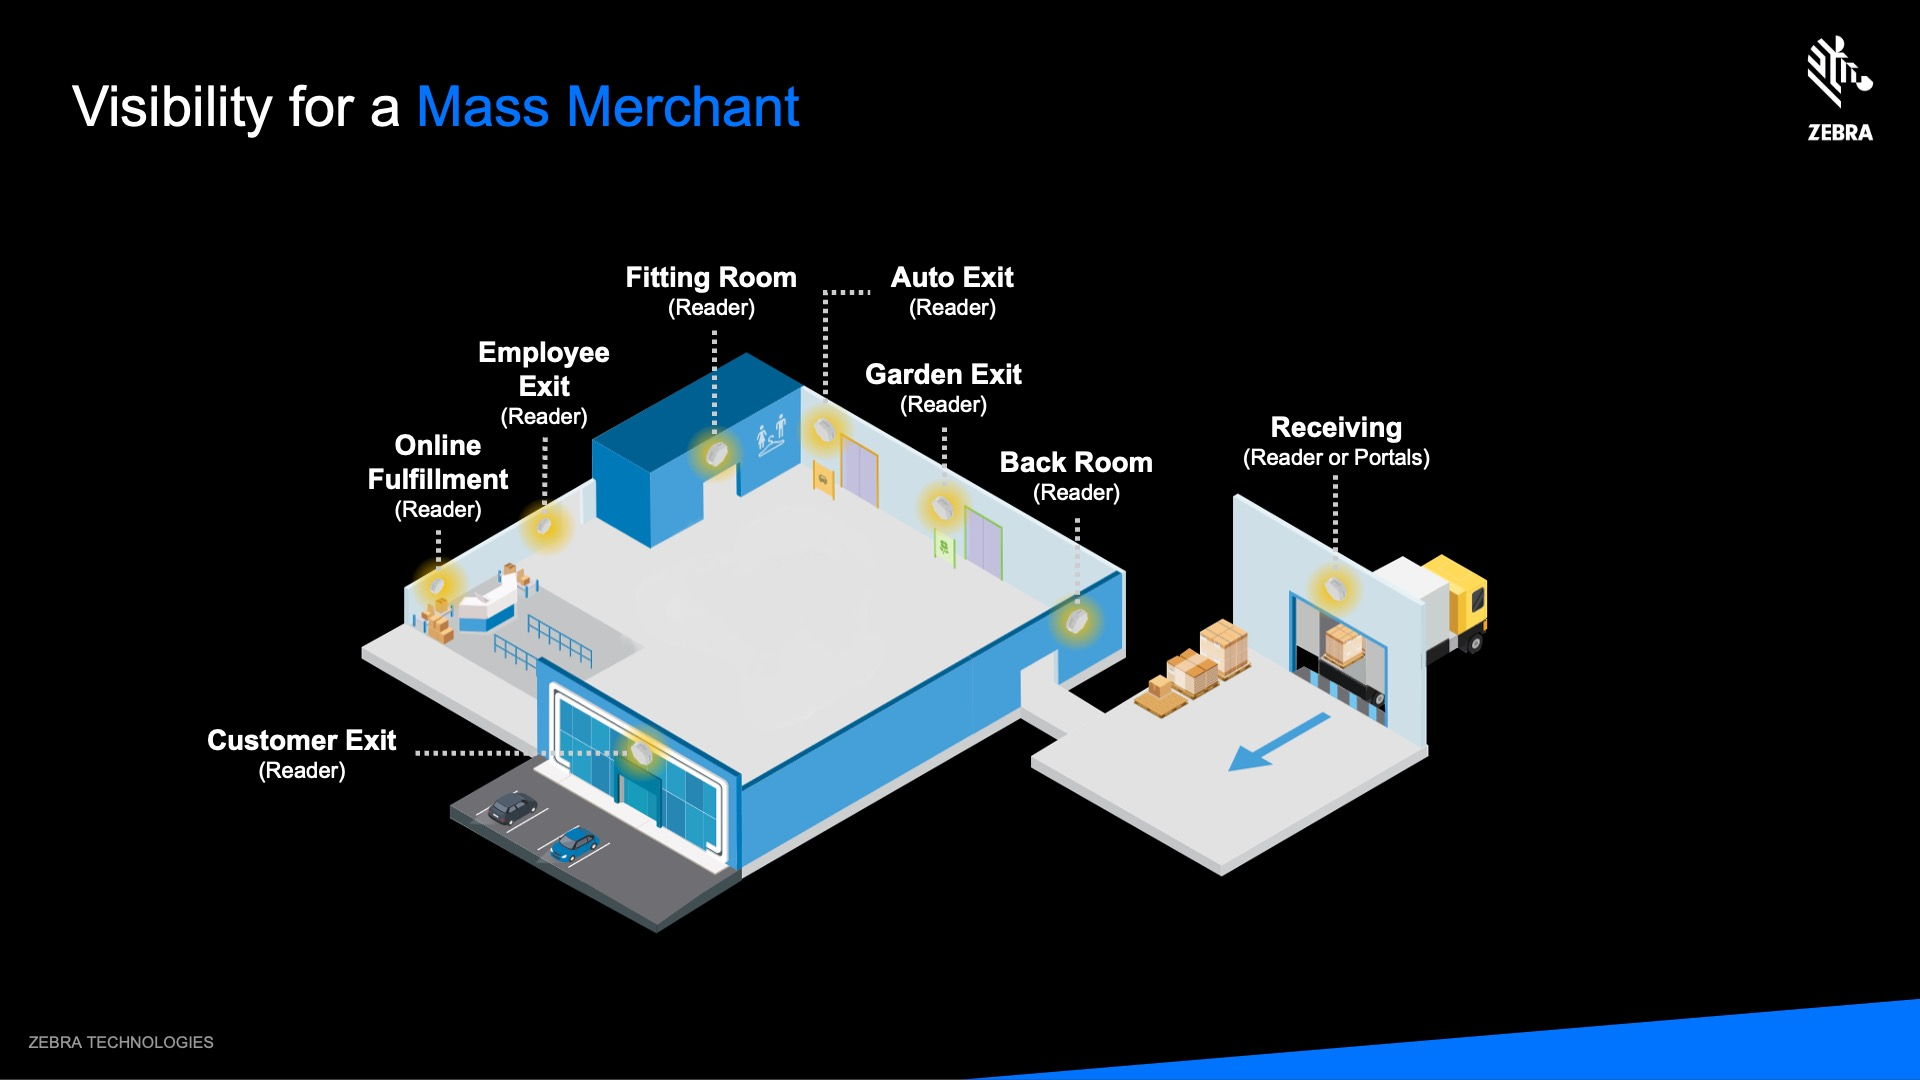 Visibility for a Mass Merchant
ZEBRA
Fitting Room
(Reader)
Auto Exit
(Reader)
Employee
Exit
(Reader)
Garden Exit
(Reader)
Online
Fulfillment
(Reader)
Back Room
(Reader)
Receiving
(Reader or Portals)
Customer Exit
(Reader)
ZEBRA TECHNOLOGIES